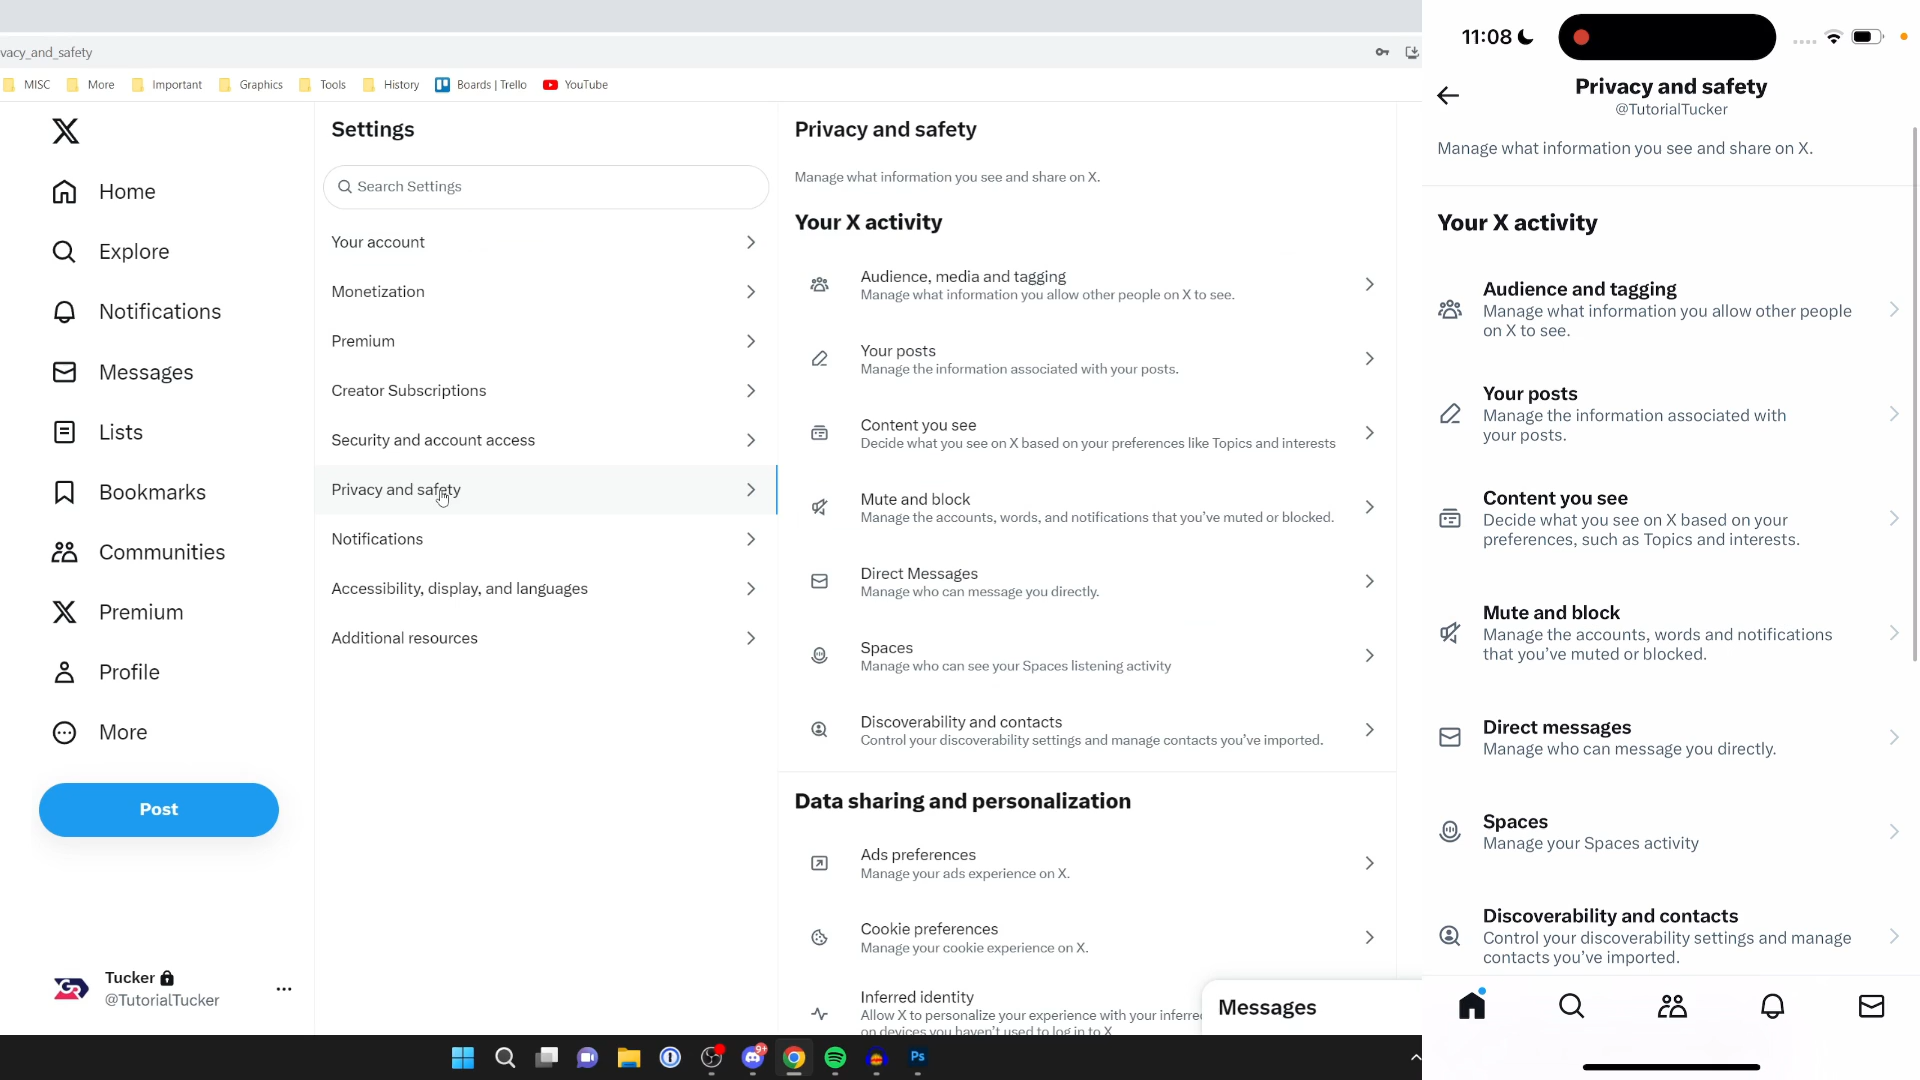 vacy_and_safety
MISC
More
Important
Graphics
Tools
History
Boards | Trello
YouTube
Home
Explore
Notifications
Messages
Lists
Bookmarks
Communities
Premium
Profile
More
Post
Tucker
@TutorialTucker
Settings
Search Settings
Your account
Monetization
Premium
Creator Subscriptions
Security and account access
Privacy and safety
Notifications
Accessibility, display, and languages
Additional resources
Privacy and safety
Manage what information you see and share on X.
Your X activity
Audience, media and tagging
Manage what information you allow other people on X to see.
Your posts
Manage the information associated with your posts.
Content you see
Decide what you see on X based on your preferences like Topics and interests
Mute and block
Manage the accounts, words, and notifications that you've muted or blocked.
Direct Messages
Manage who can message you directly.
Spaces
Manage who can see your Spaces listening activity
Discoverability and contacts
Control your discoverability settings and manage contacts you've imported.
Data sharing and personalization
Ads preferences
Manage your ads experience on X.
Cookie preferences
Manage your cookie experience on X.
Inferred identity
Allow X to personalize your experience with your inferre
on devices you haven't used to log in to X
Messages
9+
Ps
11:08
Privacy and safety
@TutorialTucker
Manage what information you see and share on X.
Your X activity
Audience and tagging
Manage what information you allow other people
on X to see.
Your posts
Manage the information associated with
your posts.
Content you see
Decide what you see on X based on your
preferences, such as Topics and interests.
Mute and block
Manage the accounts, words and notifications
that you've muted or blocked.
Direct messages
Manage who can message you directly.
Spaces
Manage your Spaces activity
Discoverability and contacts
Control your discoverability settings and manage
contacts you've imported.